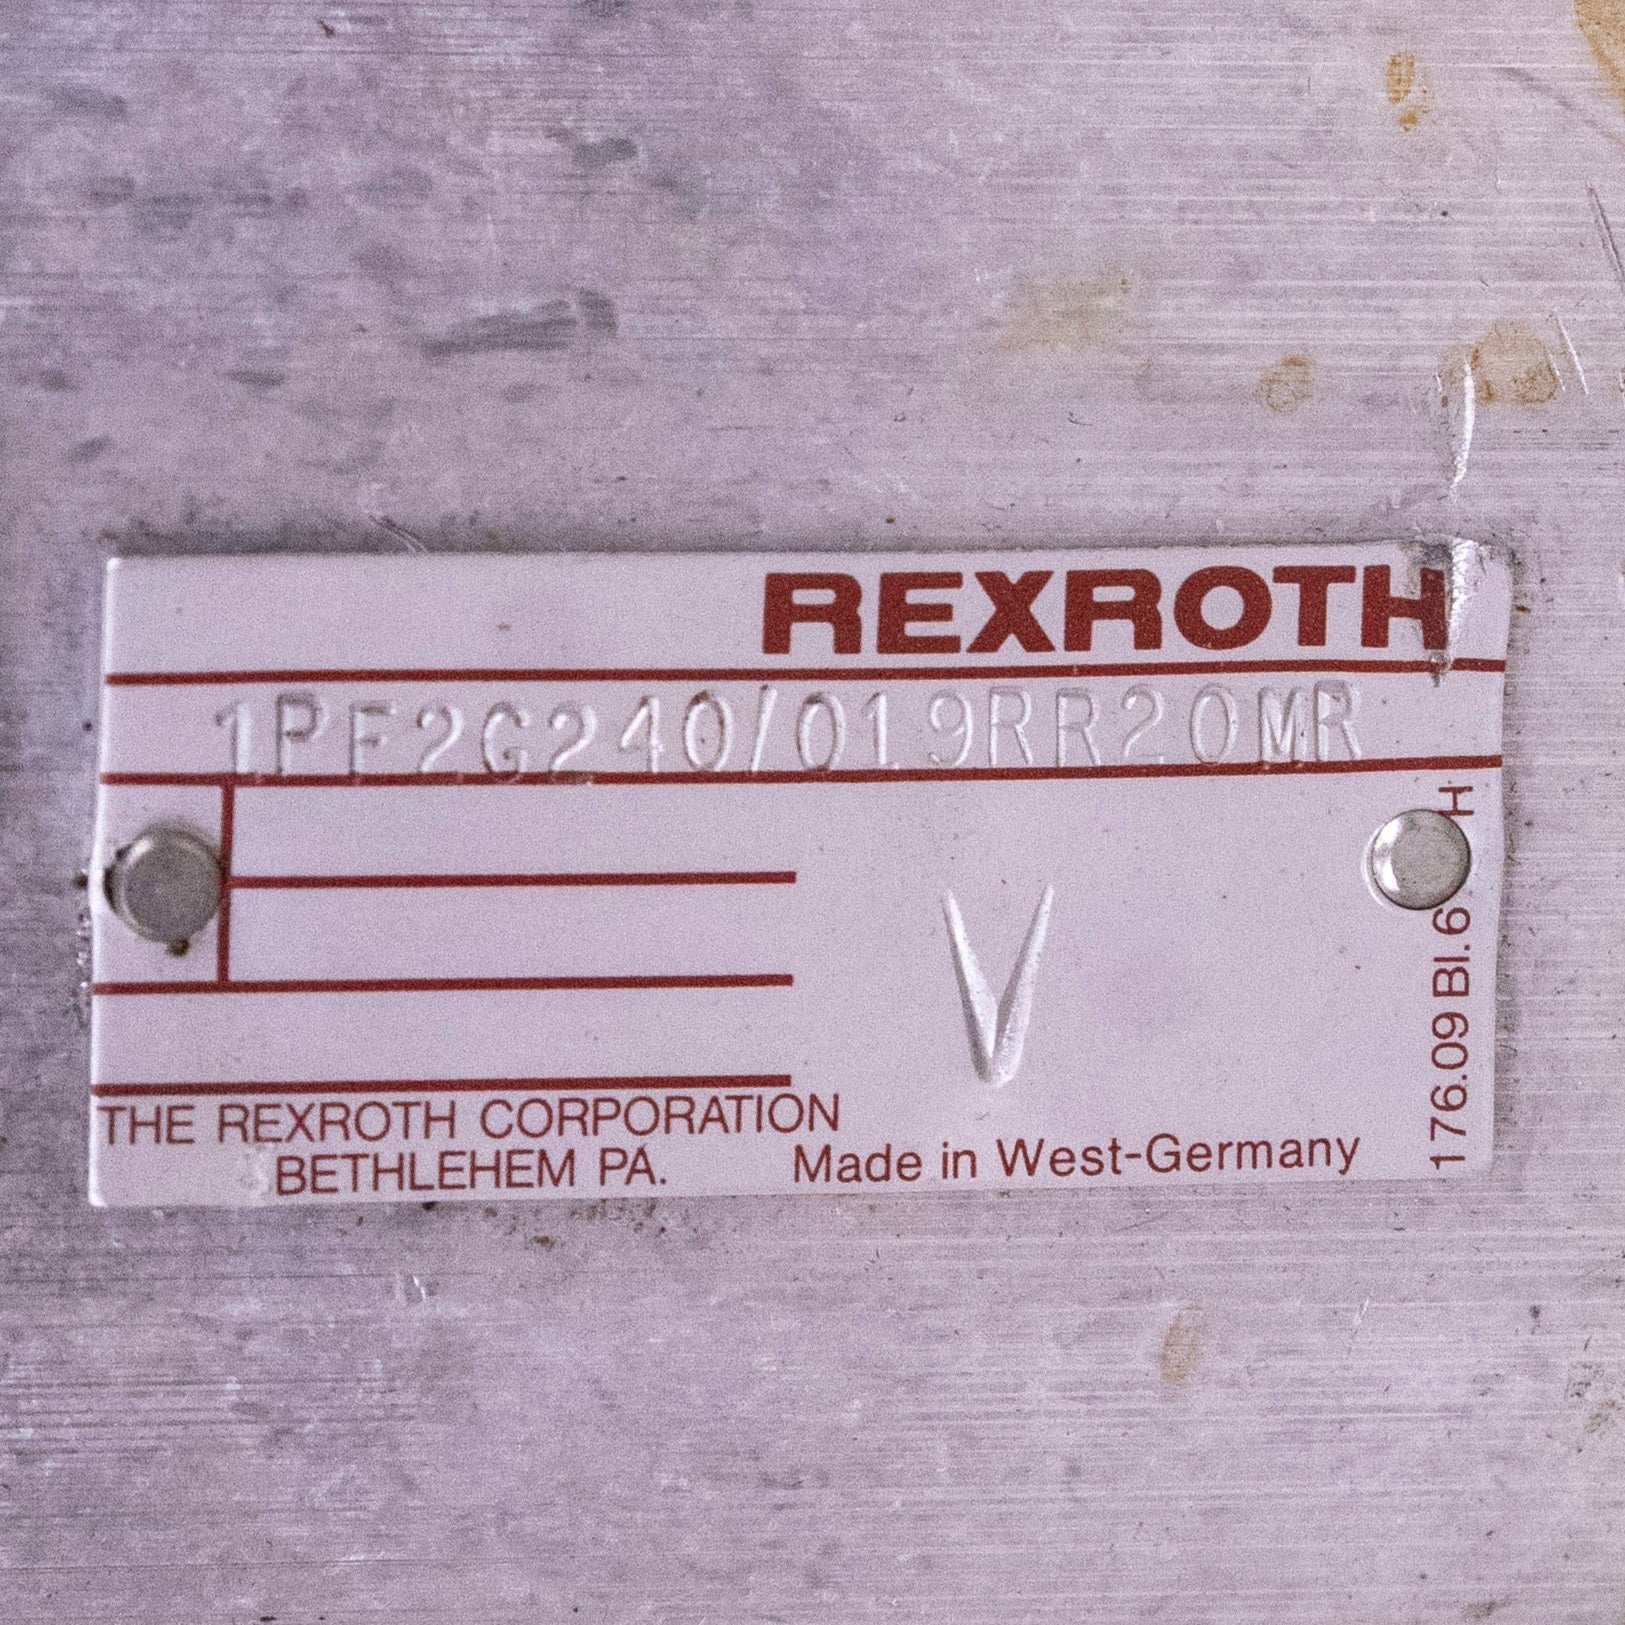 REXROTH
1PF2G240/019RR20MR
V
THE REXROTH CORPORATION
BETHLEHEM PA.
Made in West-Germany
176.09 Bl. 6